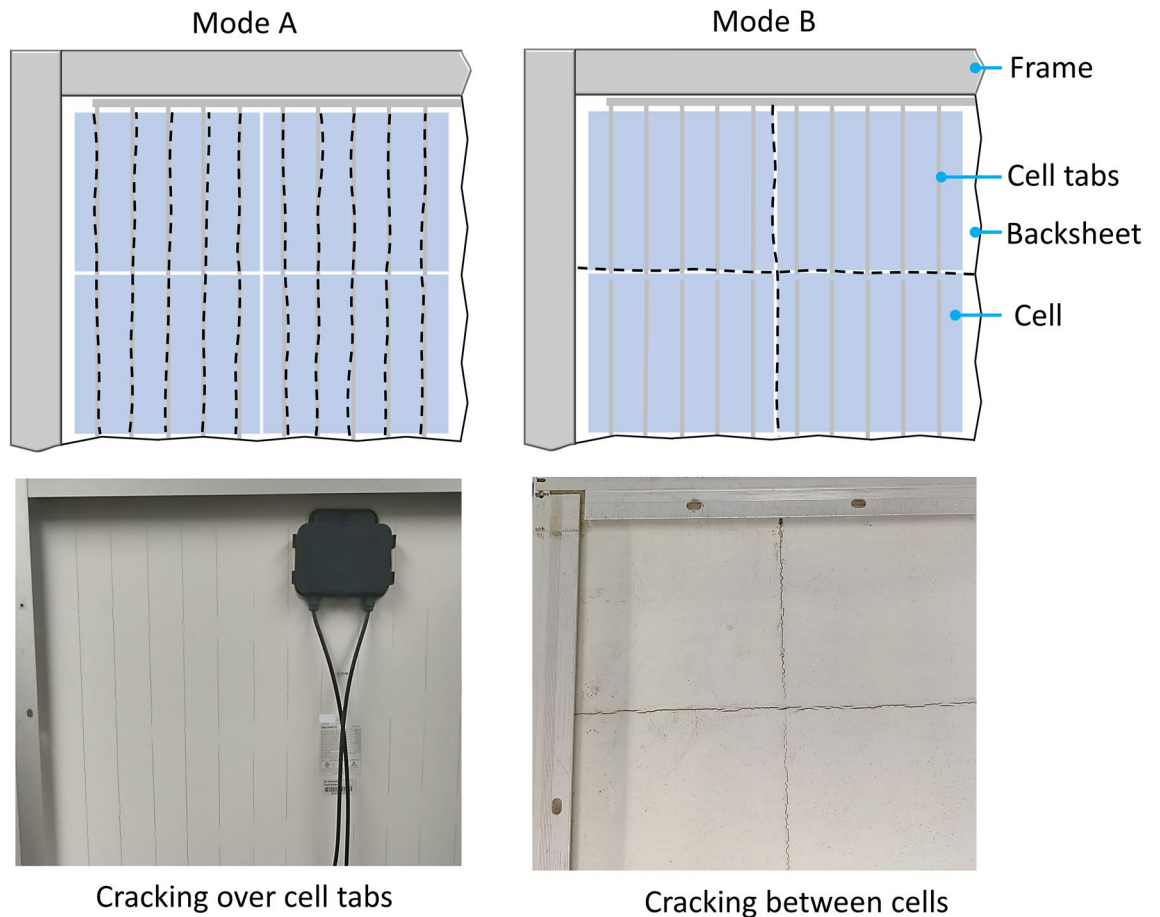 Mode A
Mode B
Frame
Cell tabs
Backsheet
Cell
Cracking over cell tabs
Cracking between cells